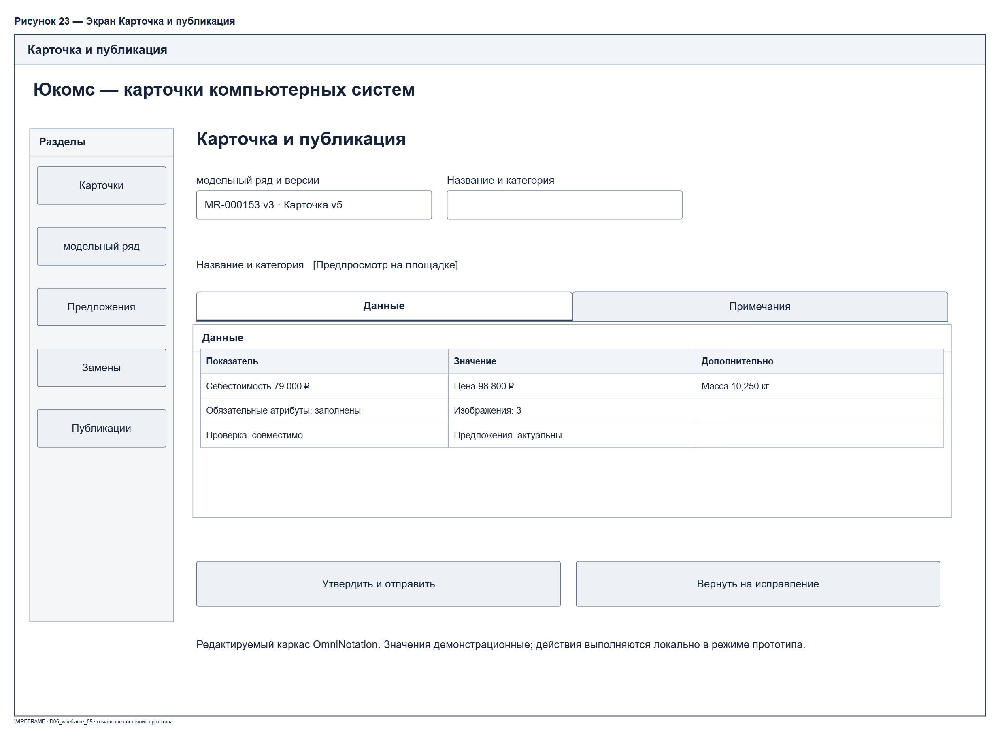 Рисунок 23 — Экран Карточка и публикация
Карточка и публикация
Юкомс — карточки компьютерных систем
Разделы
Карточки
модельный ряд
Предложения
Замены
Публикации
Карточка и публикация
модельный ряд и версии
Название и категория
MR-000153 v3 · Карточка v5
Название и категория [Предпросмотр на площадке]
Данные
Примечания
Данные
Показатель Значение Дополнительно
Себестоимость 79 000 ₽ Цена 98 800 ₽ Масса 10,250 кг
Обязательные атрибуты: заполнены Изображения: 3
Проверка: совместимо Предложения: актуальны
Утвердить и отправить
Вернуть на исправление
Редактируемый каркас OmniNotation. Значения демонстрационные; действия выполняются локально в режиме прототипа.
WIREFRAME · D05_wireframe_05 · начальное состояние прототипа